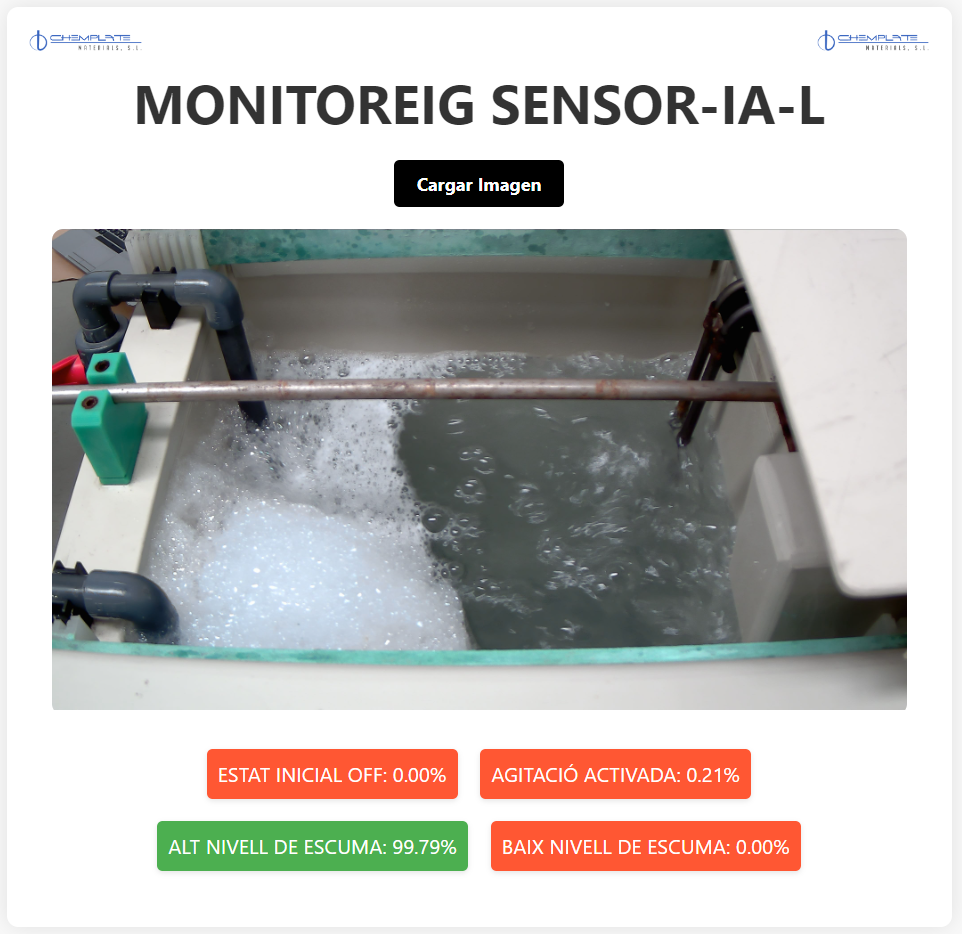 CHEMPLATE
MATERIALS, S.L.
CHEMPLATE
MATERIALS, S.L.
MONITOREIG SENSOR-IA-L
Cargar Imagen
ESTAT INICIAL OFF: 0.00%
AGITACIÓ ACTIVADA: 0.21%
ALT NIVELL DE ESCUMA: 99.79%
BAIX NIVELL DE ESCUMA: 0.00%